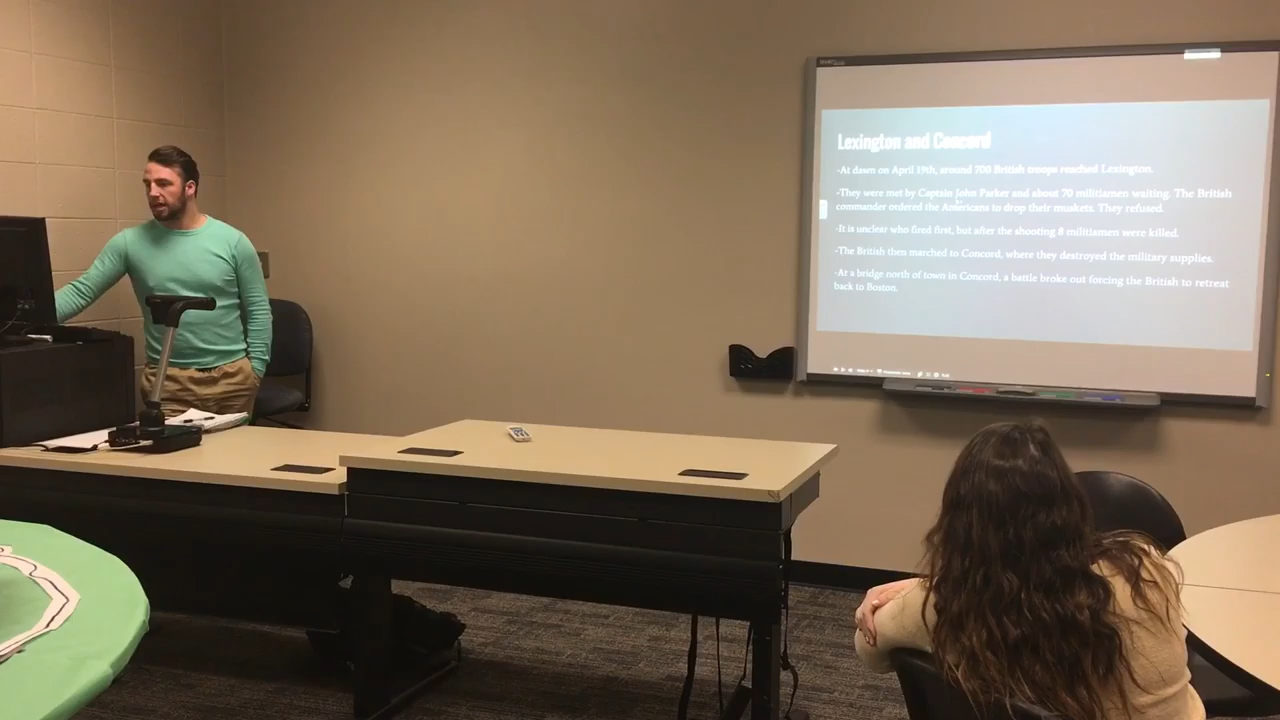 Lexington and Concord
-At dawn on April 19th, around 700 British troops reached Lexington.
-They were met by Captain John Parker and about 70 militiamen waiting. The British
commander ordered the Americans to drop their muskets. They refused.
-It is unclear who fired first, but after the shooting 8 militiamen were killed.
-The British then marched to Concord, where they destroyed the military supplies.
-At a bridge north of town in Concord, a battle broke out forcing the British to retreat
back to Boston.